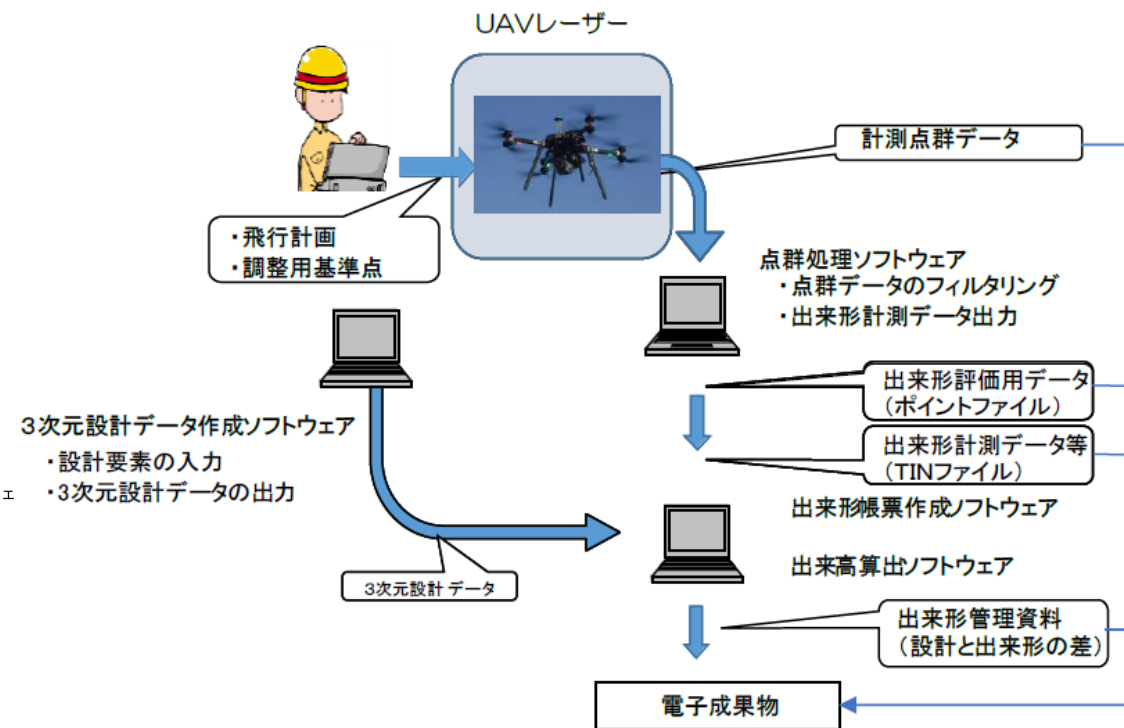 UAVレーザー
計測点群データ
・飛行計画
・調整用基準点
点群処理ソフトウェア
・点群データのフィルタリング
・出来形計測データ出力
出来形評価用データ
(ポイントファイル)
3次元設計データ作成ソフトウェア
・設計要素の入力
・3次元設計データの出力
ェ
出来形計測データ等
(TINファイル)
出来形帳票作成ソフトウェア
出来高算出ソフトウェア
3次元設計データ
出来形管理資料
(設計と出来形の差)
電子成果物